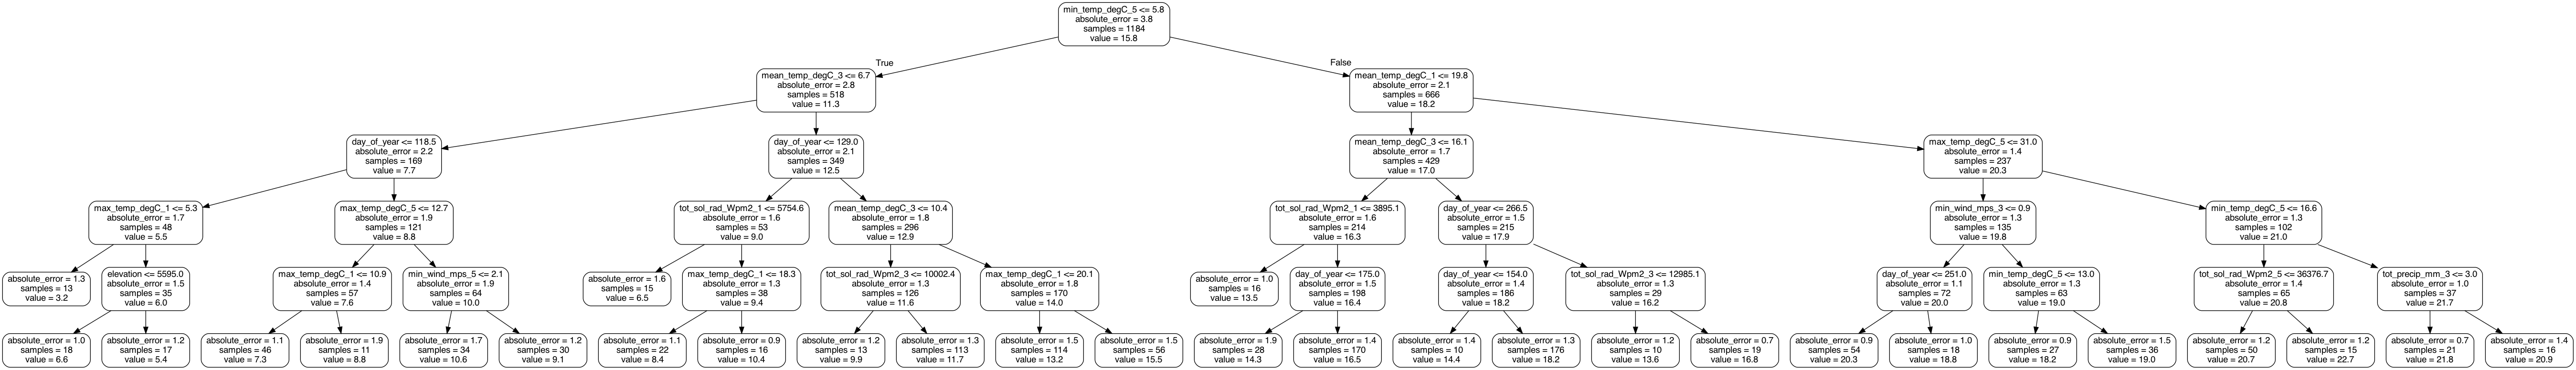 min_temp_degC_5 <= 5.8
absolute_error = 3.8
samples = 1184
value = 15.8
True
False
mean_temp_degC_3 <= 6.7
absolute_error = 2.8
samples = 518
value = 11.3
mean_temp_degC_1 <= 19.8
absolute_error = 2.1
samples = 666
value = 18.2
day_of_year <= 118.5
absolute_error = 2.2
samples = 169
value = 7.7
day_of_year <= 129.0
absolute_error = 2.1
samples = 349
value = 12.5
mean_temp_degC_3 <= 16.1
absolute_error = 1.7
samples = 429
value = 17.0
max_temp_degC_5 <= 31.0
absolute_error = 1.4
samples = 237
value = 20.3
max_temp_degC_1 <= 5.3
absolute_error = 1.7
samples = 48
value = 5.5
max_temp_degC_5 <= 12.7
absolute_error = 1.9
samples = 121
value = 8.8
tot_sol_rad_Wpm2_1 <= 5754.6
absolute_error = 1.6
samples = 53
value = 9.0
mean_temp_degC_3 <= 10.4
absolute_error = 1.8
samples = 296
value = 12.9
tot_sol_rad_Wpm2_1 <= 3895.1
absolute_error = 1.6
samples = 214
value = 16.3
day_of_year <= 266.5
absolute_error = 1.5
samples = 215
value = 17.9
min_wind_mps_3 <= 0.9
absolute_error = 1.3
samples = 135
value = 19.8
min_temp_degC_5 <= 16.6
absolute_error = 1.3
samples = 102
value = 21.0
absolute_error = 1.3
samples = 13
value = 3.2
elevation <= 5595.0
absolute_error = 1.5
samples = 35
value = 6.0
max_temp_degC_1 <= 10.9
absolute_error = 1.4
samples = 57
value = 7.6
min_wind_mps_5 <= 2.1
absolute_error = 1.9
samples = 64
value = 10.0
absolute_error = 1.6
samples = 15
value = 6.5
max_temp_degC_1 <= 18.3
absolute_error = 1.3
samples = 38
value = 9.4
tot_sol_rad_Wpm2_3 <= 10002.4
absolute_error = 1.3
samples = 126
value = 11.6
max_temp_degC_1 <= 20.1
absolute_error = 1.8
samples = 170
value = 14.0
absolute_error = 1.0
samples = 16
value = 13.5
day_of_year <= 175.0
absolute_error = 1.5
samples = 198
value = 16.4
day_of_year <= 154.0
absolute_error = 1.4
samples = 186
value = 18.2
tot_sol_rad_Wpm2_3 <= 12985.1
absolute_error = 1.3
samples = 29
value = 16.2
day_of_year <= 251.0
absolute_error = 1.1
samples = 72
value = 20.0
min_temp_degC_5 <= 13.0
absolute_error = 1.3
samples = 63
value = 19.0
tot_sol_rad_Wpm2_5 <= 36376.7
absolute_error = 1.4
samples = 65
value = 20.8
tot_precip_mm_3 <= 3.0
absolute_error = 1.0
samples = 37
value = 21.7
absolute_error = 1.0
samples = 18
value = 6.6
absolute_error = 1.2
samples = 17
value = 5.4
absolute_error = 1.1
samples = 46
value = 7.3
absolute_error = 1.9
samples = 11
value = 8.8
absolute_error = 1.7
samples = 34
value = 10.6
absolute_error = 1.2
samples = 30
value = 9.1
absolute_error = 1.1
samples = 22
value = 8.4
absolute_error = 0.9
samples = 16
value = 10.4
absolute_error = 1.2
samples = 13
value = 9.9
absolute_error = 1.3
samples = 113
value = 11.7
absolute_error = 1.5
samples = 114
value = 13.2
absolute_error = 1.5
samples = 56
value = 15.5
absolute_error = 1.9
samples = 28
value = 14.3
absolute_error = 1.4
samples = 170
value = 16.5
absolute_error = 1.4
samples = 10
value = 14.4
absolute_error = 1.3
samples = 176
value = 18.2
absolute_error = 1.2
samples = 10
value = 13.6
absolute_error = 0.7
samples = 19
value = 16.8
absolute_error = 0.9
samples = 54
value = 20.3
absolute_error = 1.0
samples = 18
value = 18.8
absolute_error = 0.9
samples = 27
value = 18.2
absolute_error = 1.5
samples = 36
value = 19.0
absolute_error = 1.2
samples = 50
value = 20.7
absolute_error = 1.2
samples = 15
value = 22.7
absolute_error = 0.7
samples = 21
value = 21.8
absolute_error = 1.4
samples = 16
value = 20.9